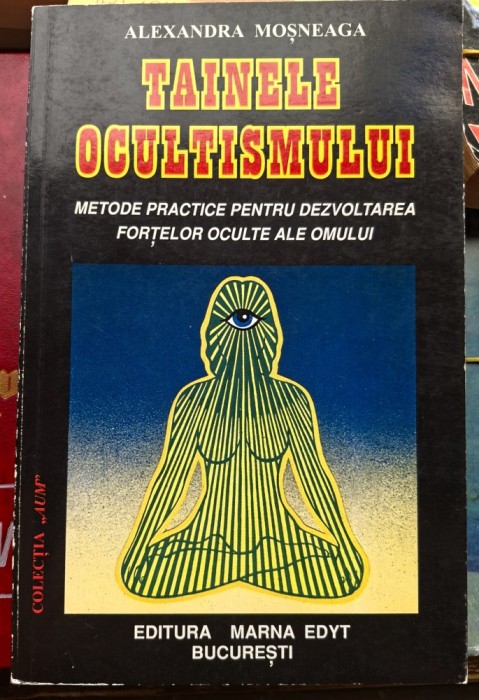 ALEXANDRA MOȘNEAGA
TAINELE
OCULTISMULUI
METODE PRACTICE PENTRU DEZVOLTAREA
FORȚELOR OCULTE ALE OMULUI
COLECȚIA „AUM”
EDITURA MARNA EDYT
BUCUREȘTI